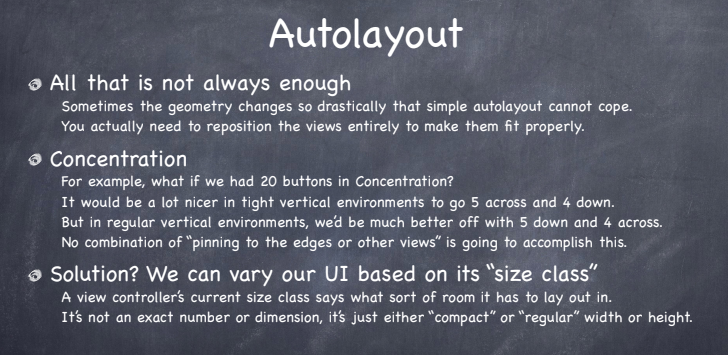 Autolayout
All that is not always enough
Sometimes the geometry changes so drastically that simple autolayout cannot cope.
You actually need to reposition the views entirely to make them fit properly.
Concentration
For example, what if we had 20 buttons in Concentration?
It would be a lot nicer in tight vertical environments to go 5 across and 4 down.
But in regular vertical environments, we'd be much better off with 5 down and 4 across.
No combination of "pinning to the edges or other views" is going to accomplish this.
Solution? We can vary our UI based on its "size class"
A view controller's current size class says what sort of room it has to lay out in.
It's not an exact number or dimension, it's just either "compact" or "regular" width or height.